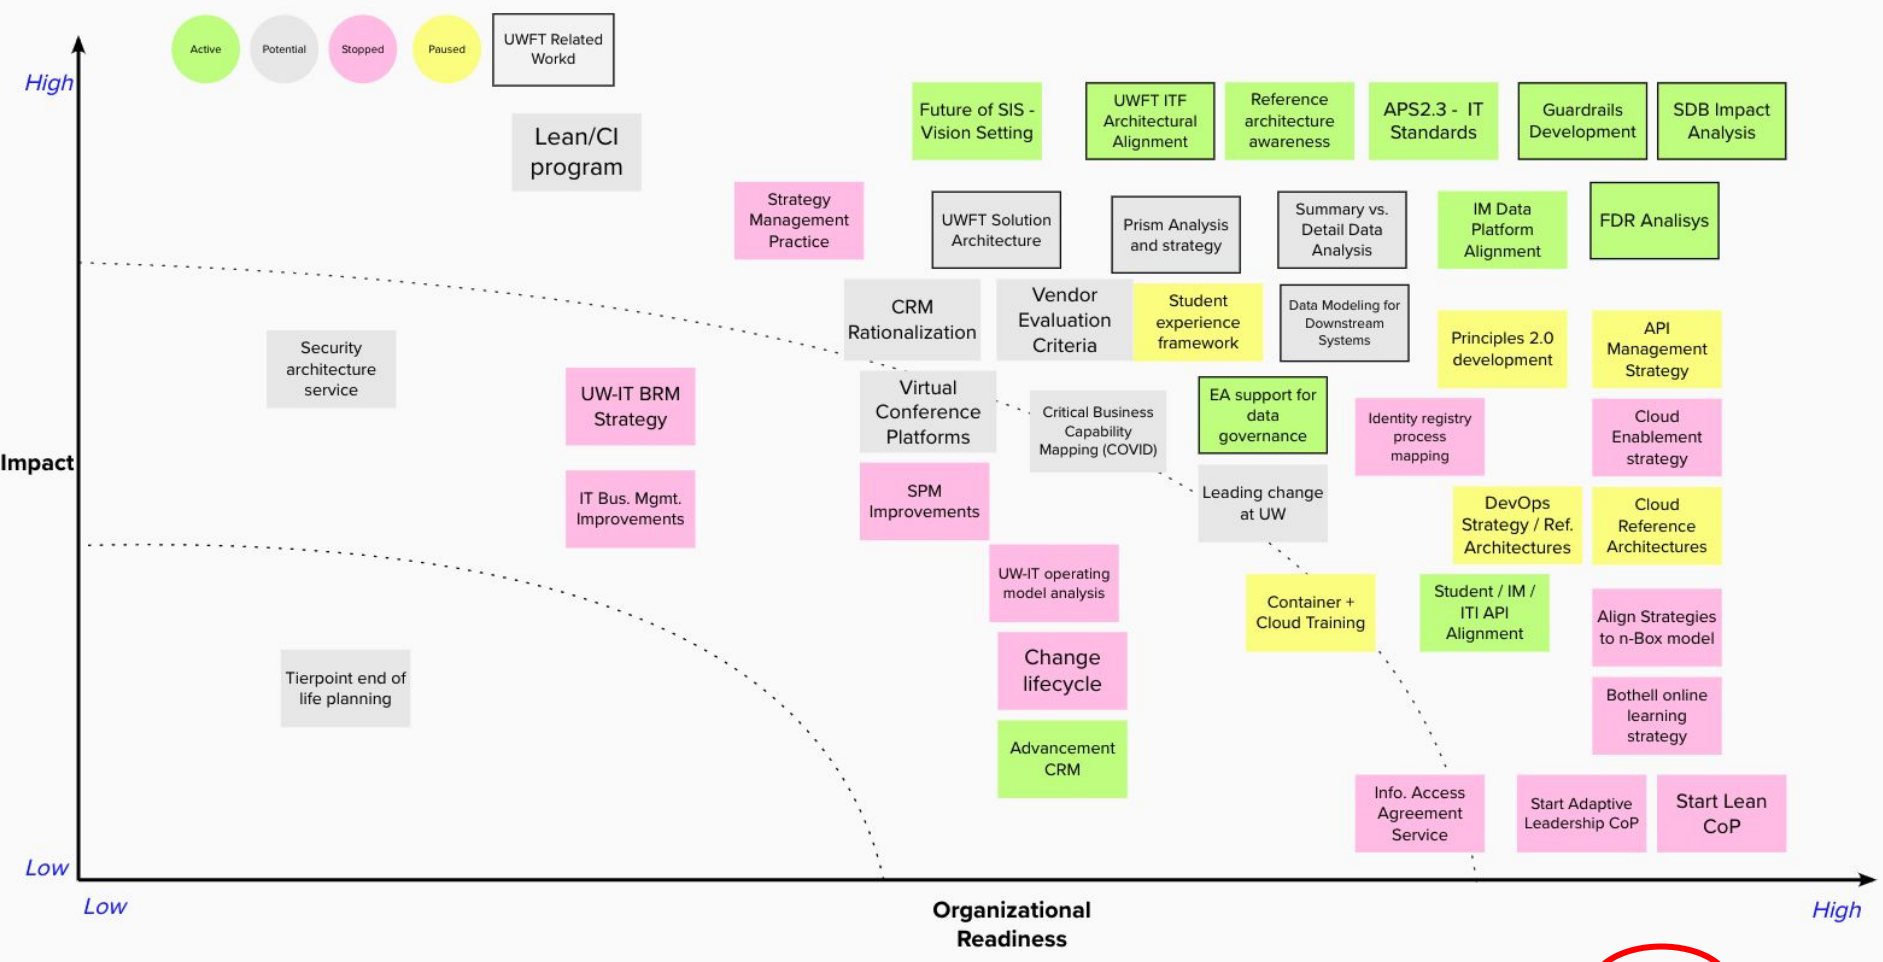 Active
Potential
Stopped
Paused
UWFT Related
Workd
High
Lean/CI
program
Future of SIS -
Vision Setting
UWFT ITF
Architectural
Alignment
Reference
architecture
awareness
APS2.3 - IT
Standards
Guardrails
Development
SDB Impact
Analysis
Strategy
Management
Practice
UWFT Solution
Architecture
Prism Analysis
and strategy
Summary vs.
Detail Data
Analysis
IM Data
Platform
Alignment
FDR Analisys
CRM
Rationalization
Vendor
Evaluation
Criteria
Student
experience
framework
Data Modeling for
Downstream
Systems
Principles 2.0
development
API
Management
Strategy
Security
architecture
service
UW-IT BRM
Strategy
Virtual
Conference
Platforms
Critical Business
Capability
Mapping (COVID)
EA support for
data
governance
Identity registry
process
mapping
Cloud
Enablement
strategy
Impact
IT Bus. Mgmt.
Improvements
SPM
Improvements
Leading change
at UW
DevOps
Strategy / Ref.
Architectures
Cloud
Reference
Architectures
UW-IT operating
model analysis
Container +
Cloud Training
Student / IM /
ITI API
Alignment
Align Strategies
to n-Box model
Tierpoint end of
life planning
Change
lifecycle
Bothell online
learning
strategy
Advancement
CRM
Info. Access
Agreement
Service
Start Adaptive
Leadership CoP
Start Lean
CoP
Low
Low
Organizational
Readiness
High